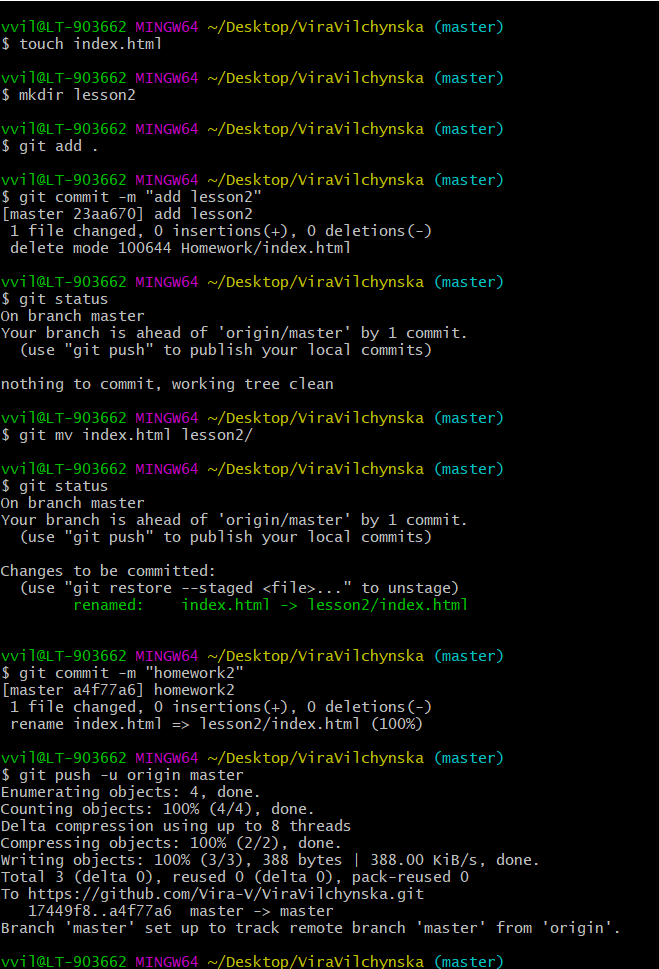 vvil@LT-903662 MINGW64 ~/Desktop/ViraVilchynska (master)
$ touch index.html
vvil@LT-903662 MINGW64 ~/Desktop/ViraVilchynska (master)
$ mkdir lesson2
vvil@LT-903662 MINGW64 ~/Desktop/ViraVilchynska (master)
$ git add .
vvil@LT-903662 MINGW64 ~/Desktop/ViraVilchynska (master)
$ git commit -m "add lesson2"
[master 23aa670] add lesson2
 1 file changed, 0 insertions(+), 0 deletions(-)
 delete mode 100644 Homework/index.html
vvil@LT-903662 MINGW64 ~/Desktop/ViraVilchynska (master)
$ git status
On branch master
Your branch is ahead of 'origin/master' by 1 commit.
  (use "git push" to publish your local commits)
nothing to commit, working tree clean
vvil@LT-903662 MINGW64 ~/Desktop/ViraVilchynska (master)
$ git mv index.html lesson2/
vvil@LT-903662 MINGW64 ~/Desktop/ViraVilchynska (master)
$ git status
On branch master
Your branch is ahead of 'origin/master' by 1 commit.
  (use "git push" to publish your local commits)
Changes to be committed:
  (use "git restore --staged <file>..." to unstage)
        renamed:    index.html -> lesson2/index.html
vvil@LT-903662 MINGW64 ~/Desktop/ViraVilchynska (master)
$ git commit -m "homework2"
[master a4f77a6] homework2
 1 file changed, 0 insertions(+), 0 deletions(-)
 rename index.html => lesson2/index.html (100%)
vvil@LT-903662 MINGW64 ~/Desktop/ViraVilchynska (master)
$ git push -u origin master
Enumerating objects: 4, done.
Counting objects: 100% (4/4), done.
Delta compression using up to 8 threads
Compressing objects: 100% (2/2), done.
Writing objects: 100% (3/3), 388 bytes | 388.00 KiB/s, done.
Total 3 (delta 0), reused 0 (delta 0), pack-reused 0
To https://github.com/Vira-V/ViraVilchynska.git
   17449f8..a4f77a6  master -> master
Branch 'master' set up to track remote branch 'master' from 'origin'.
vvil@LT-903662 MINGW64 ~/Desktop/ViraVilchynska (master)